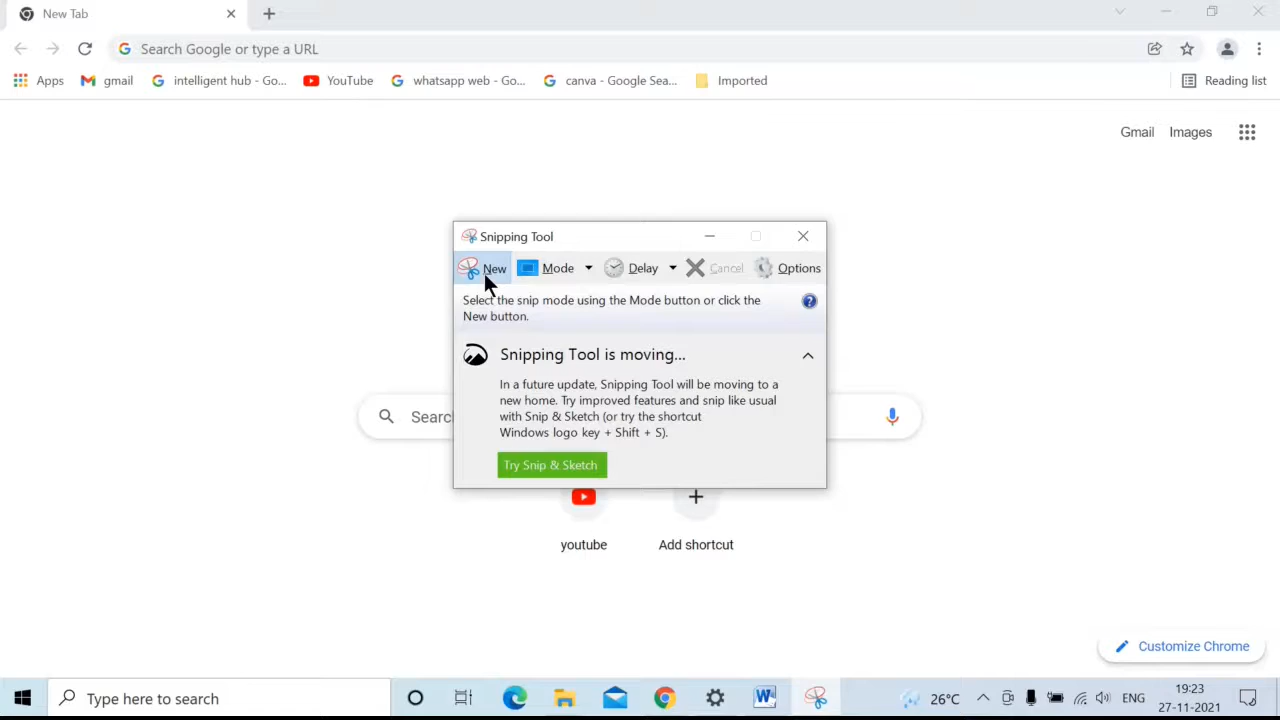 New Tab
Search Google or type a URL
Apps gmail intelligent hub - Go... YouTube whatsapp web - Go... canva - Google Sea... Imported Reading list
Gmail Images
Snipping Tool
New Mode Delay Cancel Options
Select the snip mode using the Mode button or click the
New button.
Snipping Tool is moving...
In a future update, Snipping Tool will be moving to a
new home. Try improved features and snip like usual
with Snip & Sketch (or try the shortcut
Windows logo key + Shift + S).
Searc
Try Snip & Sketch
youtube Add shortcut
Customize Chrome
Type here to search
26°C ENG
19:23
27-11-2021